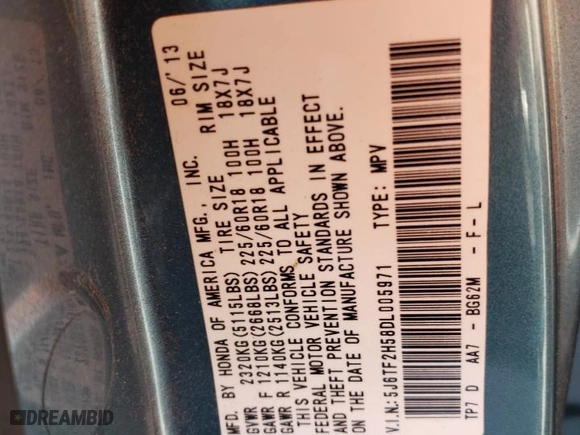 MFD. BY HONDA OF AMERICA MFG., INC. 06/'13
TIRE SIZE RIM SIZE
GVWR 2320KG(5115LBS)
GAWR F 1210KG(2668LBS) 225/60R18 100H 18X7J
GAWR R 1140KG(2513LBS) 225/60R18 100H 18X7J
THIS VEHICLE CONFORMS TO ALL APPLICABLE
FEDERAL MOTOR VEHICLE SAFETY
AND THEFT PREVENTION STANDARDS IN EFFECT
ON THE DATE OF MANUFACTURE SHOWN ABOVE.
V.I.N.: 5J6TF2H58DL005971 TYPE: MPV
TP7 D AA7 - BG62M - F - L
DREAMBID